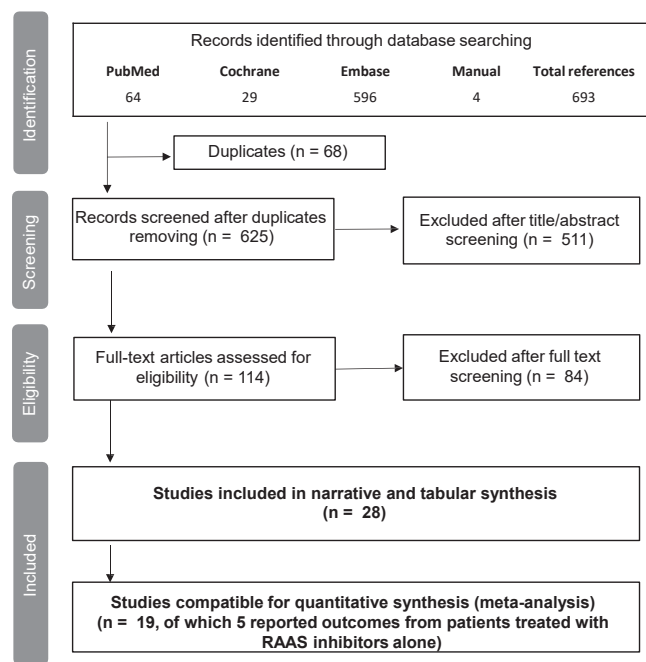 Identification
Records identified through database searching
PubMed Cochrane Embase Manual Total references
64 29 596 4 693
Duplicates (n = 68)
Screening
Records screened after duplicates
removing (n = 625)
Excluded after title/abstract
screening (n = 511)
Eligibility
Full-text articles assessed for
eligibility (n = 114)
Excluded after full text
screening (n = 84)
Included
Studies included in narrative and tabular synthesis
(n = 28)
Studies compatible for quantitative synthesis (meta-analysis)
(n = 19, of which 5 reported outcomes from patients treated with
RAAS inhibitors alone)